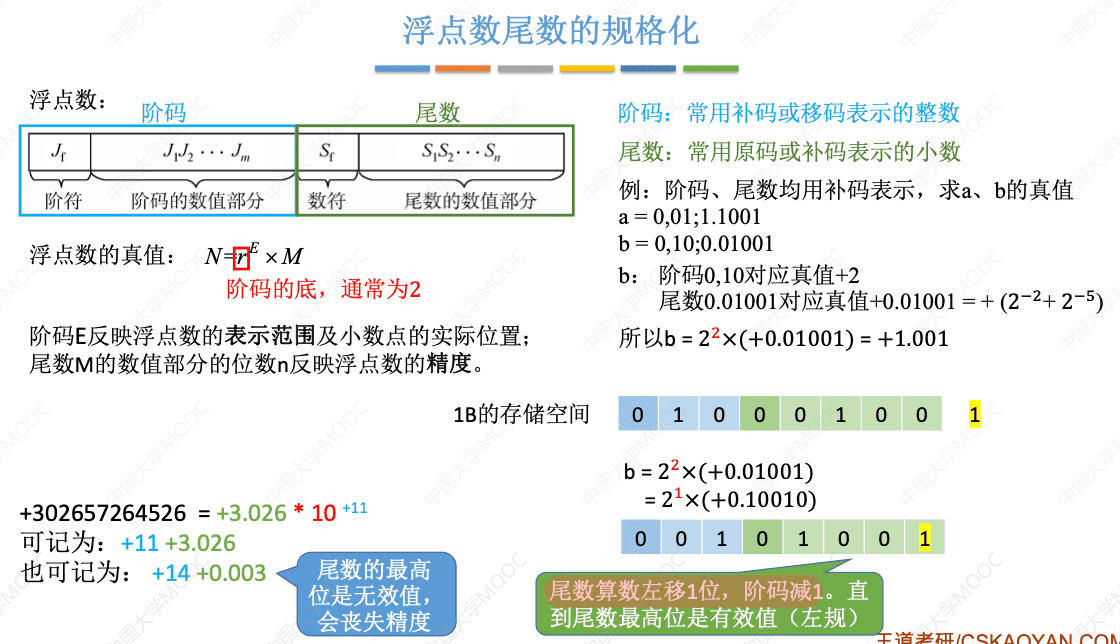 浮点数尾数的规格化
浮点数：
阶码 尾数
J_f J_1J_2 ⋯ J_m S_f S_1S_2 ⋯ S_n
阶符 阶码的数值部分 数符 尾数的数值部分
浮点数的真值： N=r^E × M
阶码的底，通常为2
阶码E反映浮点数的表示范围及小数点的实际位置；
尾数M的数值部分的位数n反映浮点数的精度。
阶码：常用补码或移码表示的整数
尾数：常用原码或补码表示的小数
例：阶码、尾数均用补码表示，求a、b的真值
a = 0,01;1.1001
b = 0,10;0.01001
b： 阶码0,10对应真值+2
尾数0.01001对应真值+0.01001 = + (2^−2 + 2^−5)
所以b = 2^2×(+0.01001) = +1.001
1B的存储空间 0 1 0 0 0 1 0 0 1
b = 2^2×(+0.01001)
= 2^1×(+0.10010)
0 0 1 0 1 0 0 1
尾数算数左移1位，阶码减1。直
到尾数最高位是有效值（左规）
+302657264526 = +3.026 * 10 ^+11
可记为：+11 +3.026
也可记为： +14 +0.003
尾数的最高
位是无效值，
会丧失精度
王道考研/CSKAOYAN.COM
中国大学MOOC